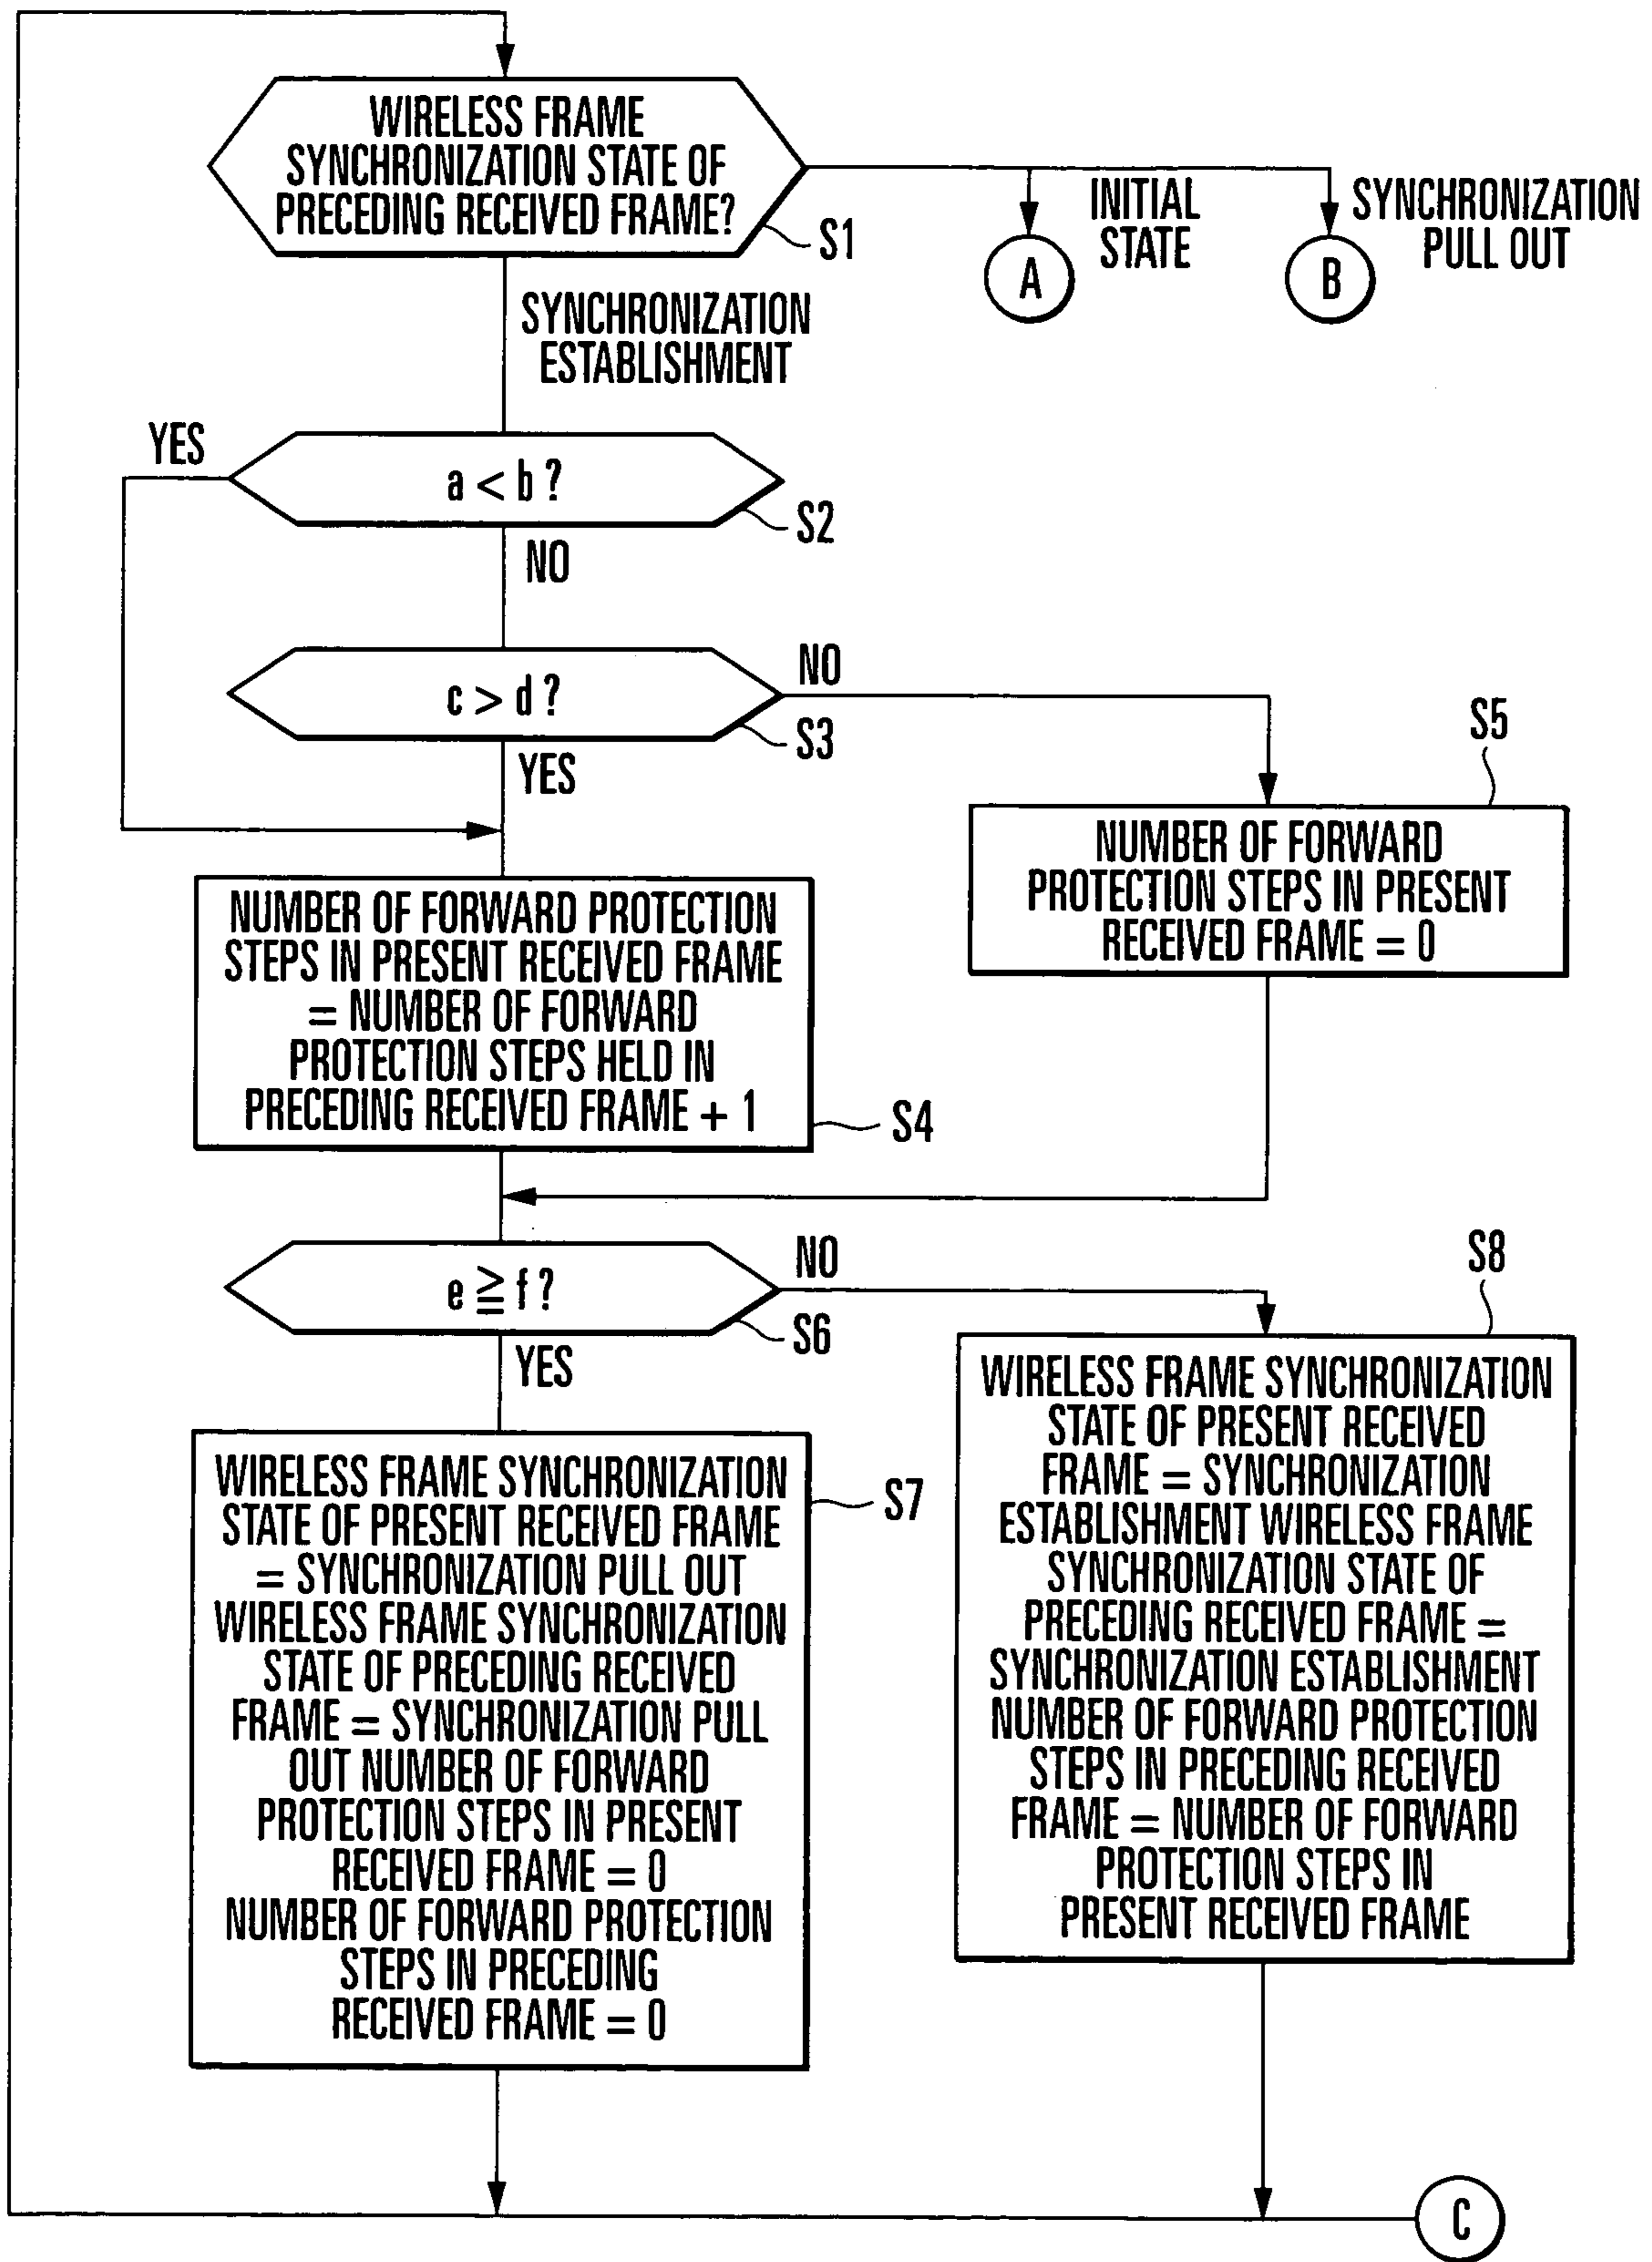 WIRELESS FRAME
SYNCHRONIZATION STATE OF
PRECEDING RECEIVED FRAME?
S1
INITIAL
STATE
A
SYNCHRONIZATION
PULL OUT
B
SYNCHRONIZATION
ESTABLISHMENT
YES
a < b ?
S2
NO
c > d ?
NO
S3
YES
S5
NUMBER OF FORWARD
PROTECTION STEPS IN PRESENT
RECEIVED FRAME = 0
NUMBER OF FORWARD PROTECTION
STEPS IN PRESENT RECEIVED FRAME
= NUMBER OF FORWARD
PROTECTION STEPS HELD IN
PRECEDING RECEIVED FRAME + 1
S4
e ≧ f ?
NO
S6
YES
S8
WIRELESS FRAME SYNCHRONIZATION
STATE OF PRESENT RECEIVED
FRAME = SYNCHRONIZATION
ESTABLISHMENT WIRELESS FRAME
SYNCHRONIZATION STATE OF
PRECEDING RECEIVED FRAME =
SYNCHRONIZATION ESTABLISHMENT
NUMBER OF FORWARD PROTECTION
STEPS IN PRECEDING RECEIVED
FRAME = NUMBER OF FORWARD
PROTECTION STEPS IN
PRESENT RECEIVED FRAME
WIRELESS FRAME SYNCHRONIZATION
STATE OF PRESENT RECEIVED FRAME
= SYNCHRONIZATION PULL OUT
WIRELESS FRAME SYNCHRONIZATION
STATE OF PRECEDING RECEIVED
FRAME = SYNCHRONIZATION PULL
OUT NUMBER OF FORWARD
PROTECTION STEPS IN PRESENT
RECEIVED FRAME = 0
NUMBER OF FORWARD PROTECTION
STEPS IN PRECEDING
RECEIVED FRAME = 0
S7
C